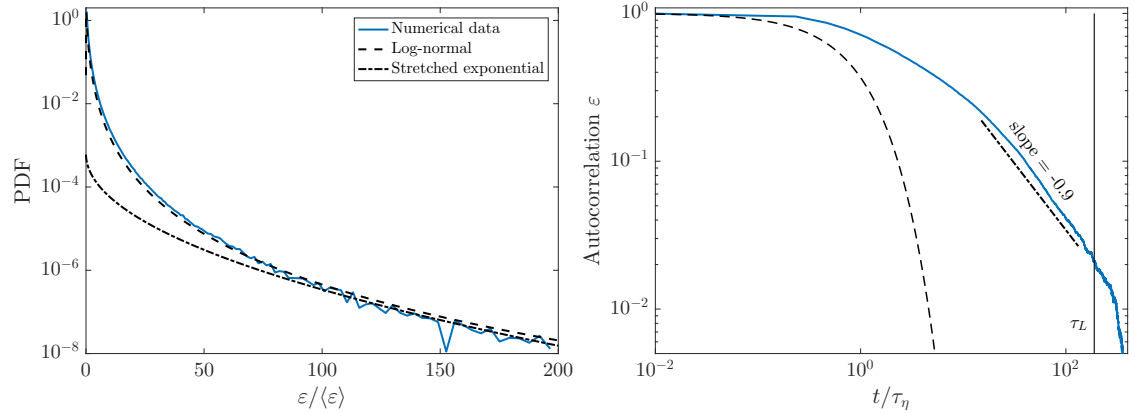 10^0
10^-2
10^-4
10^-6
10^-8
PDF
0
50
100
150
200
ε/⟨ε⟩
Numerical data
Log-normal
Stretched exponential
10^0
10^-1
10^-2
Autocorrelation ε
10^-2
10^0
10^2
t/τ_η
slope = -0.9
τ_L